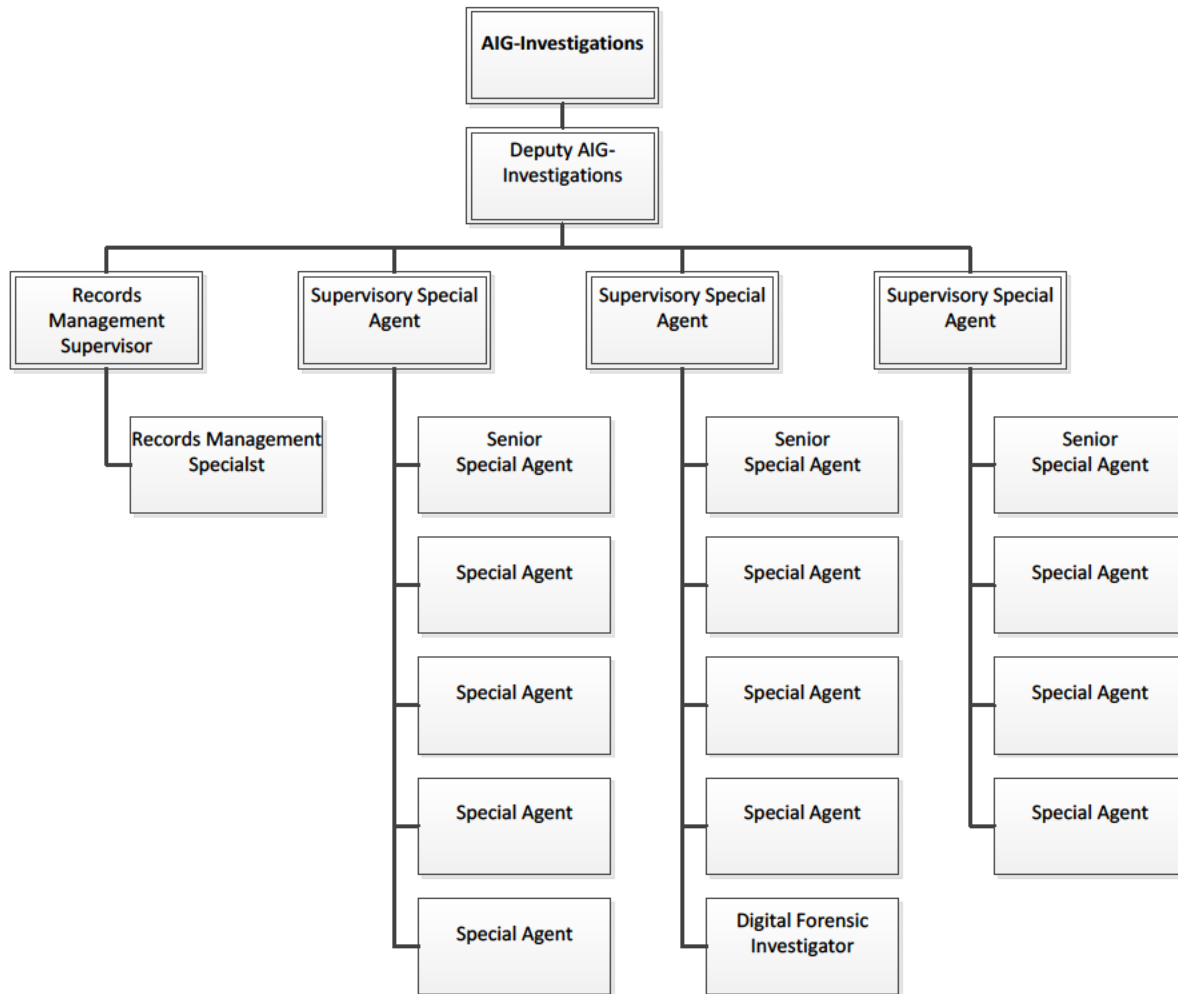 AIG-Investigations
Deputy AIG-
Investigations
Records
Management
Supervisor
Supervisory Special
Agent
Supervisory Special
Agent
Supervisory Special
Agent
Records Management
Specialst
Senior
Special Agent
Senior
Special Agent
Senior
Special Agent
Special Agent
Special Agent
Special Agent
Special Agent
Special Agent
Special Agent
Special Agent
Special Agent
Special Agent
Special Agent
Digital Forensic
Investigator